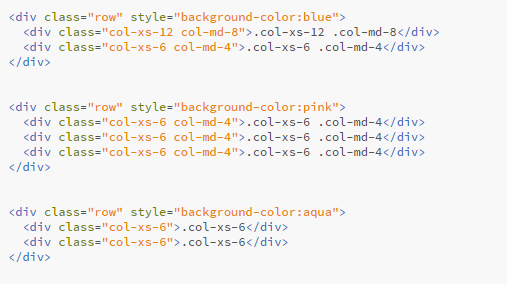 <div class="row" style="background-color:blue">
  <div class="col-xs-12 col-md-8">.col-xs-12 .col-md-8</div>
  <div class="col-xs-6 col-md-4">.col-xs-6 .col-md-4</div>
</div>

<div class="row" style="background-color:pink">
  <div class="col-xs-6 col-md-4">.col-xs-6 .col-md-4</div>
  <div class="col-xs-6 col-md-4">.col-xs-6 .col-md-4</div>
  <div class="col-xs-6 col-md-4">.col-xs-6 .col-md-4</div>
</div>

<div class="row" style="background-color:aqua">
  <div class="col-xs-6">.col-xs-6</div>
  <div class="col-xs-6">.col-xs-6</div>
</div>